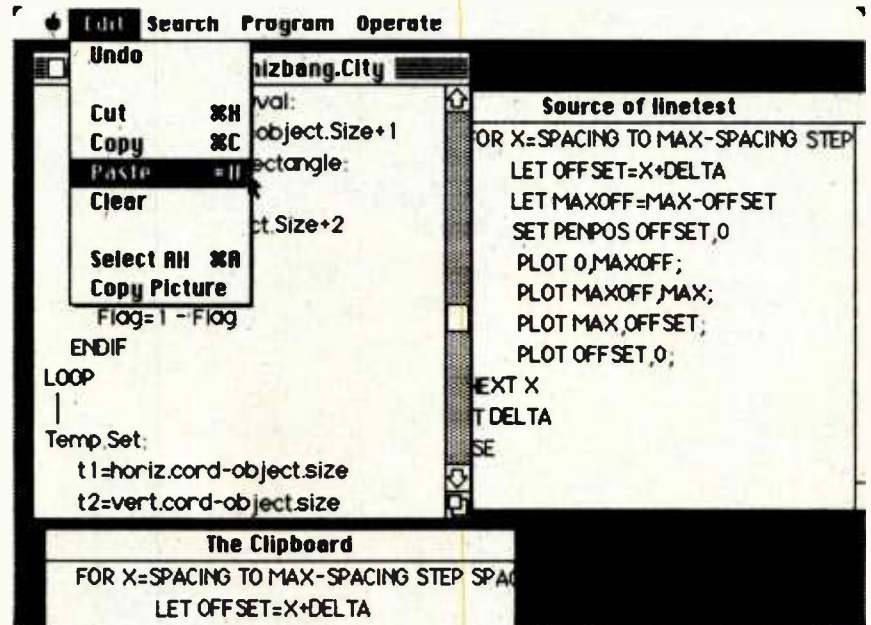 Edit Search Program Operate
hizbang.City
Undo
Cut ⌘X
Copy ⌘C
Paste
Clear
Select All ⌘A
Copy Picture
val:
object.Size+1
ectangle:
ct.Size+2
Flag=1 - Flag
ENDIF
LOOP
Temp.Set:
t1=horiz.cord-object.size
t2=vert.cord-object.size
Source of linetest
OR X=SPACING TO MAX-SPACING STEP
LET OFFSET=X+DELTA
LET MAXOFF=MAX-OFFSET
SET PENPOS OFFSET,0
PLOT 0,MAXOFF;
PLOT MAXOFF,MAX;
PLOT MAX,OFFSET;
PLOT OFFSET,0;
EXT X
T DELTA
SE
The Clipboard
FOR X=SPACING TO MAX-SPACING STEP SPAC
LET OFFSET=X+DELTA